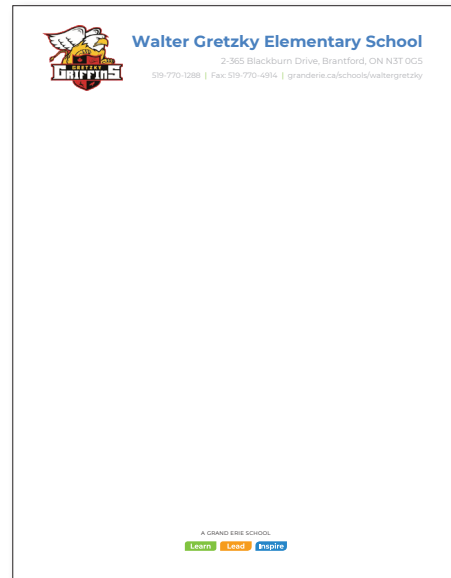 GRETZKY
GRIFFINS
Walter Gretzky Elementary School
2-365 Blackburn Drive, Brantford, ON N3T 0G5
519-770-1288 | Fax: 519-770-4914 | granderie.ca/schools/waltergretzky
A GRAND ERIE SCHOOL
Learn Lead Inspire